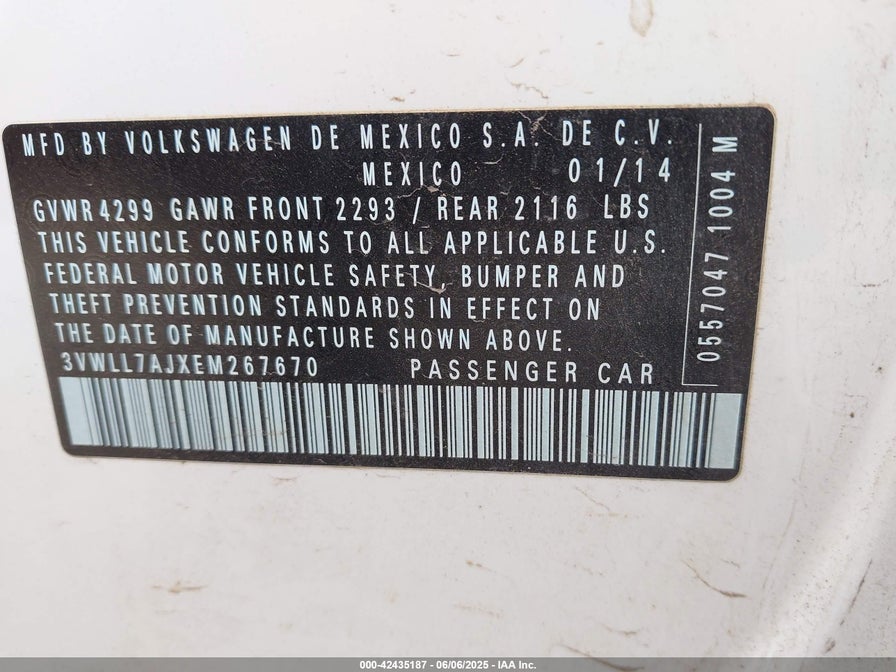 MFD BY VOLKSWAGEN DE MEXICO S.A. DE C.V.
MEXICO 01/14
GVWR 4299 GAWR FRONT 2293 / REAR 2116 LBS
THIS VEHICLE CONFORMS TO ALL APPLICABLE U.S.
FEDERAL MOTOR VEHICLE SAFETY, BUMPER AND
THEFT PREVENTION STANDARDS IN EFFECT ON
THE DATE OF MANUFACTURE SHOWN ABOVE.
3VWLL7AJXEM267670 PASSENGER CAR
0557047 1004 M
000-42435187 - 06/06/2025 - IAA Inc.